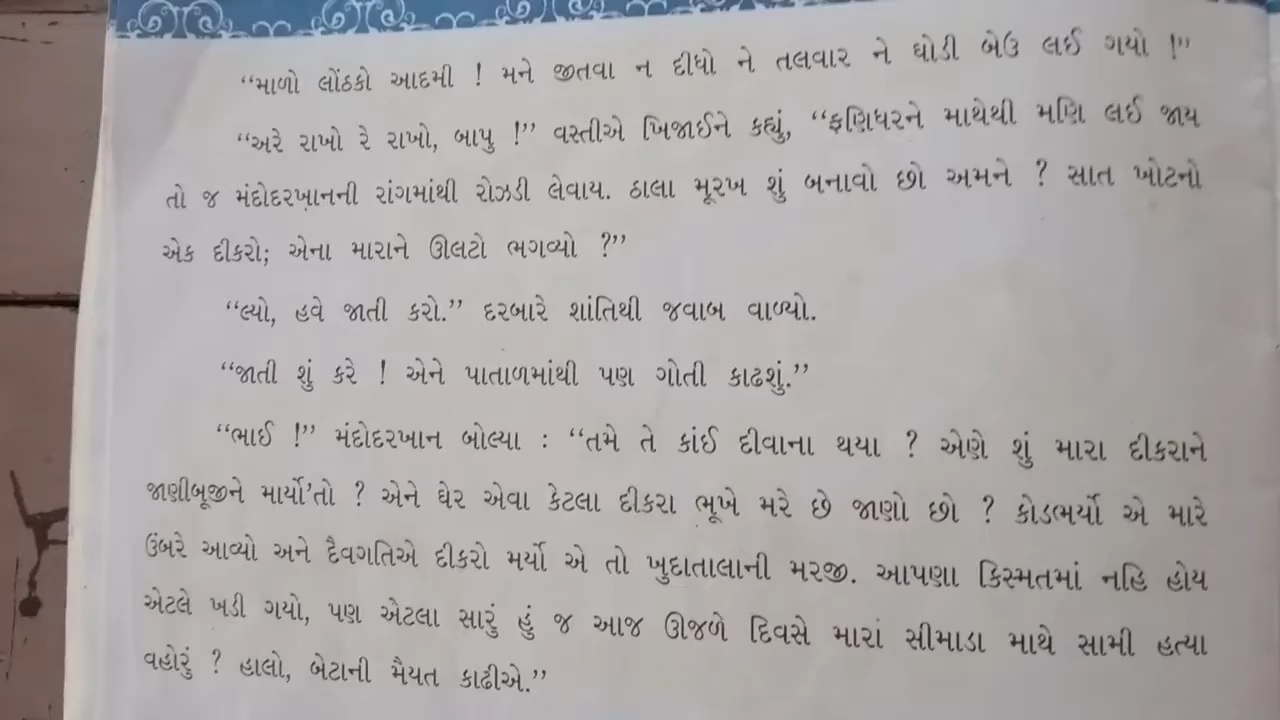 “માળો લોંઠકો આદમી ! મને જીતવા ન દીધો ને તલવાર ને ઘોડી બેઉ લઈ ગયો !”
“અરે રાખો રે રાખો, બાપુ !” વસ્તીએ ખિજાઈને કહ્યું, “ફણિધરને માથેથી મણિ લઈ જાય
તો જ મંદોદરખાનની રાંગમાંથી રોઝડી લેવાય. ઠાલા મૂરખ શું બનાવો છો અમને ? સાત ખોટનો
એક દીકરો; એના મારાને ઊલટો ભગવ્યો ?”
“લ્યો, હવે જાતી કરો.” દરબારે શાંતિથી જવાબ વાળ્યો.
“જાતી શું કરે ! એને પાતાળમાંથી પણ ગોતી કાઢશું.”
“ભાઈ !” મંદોદરખાન બોલ્યા : “તમે તે કાંઈ દીવાના થયા ? એણે શું મારા દીકરાને
જાણીબૂજીને માર્યો’તો ? એને ઘેર એવા કેટલા દીકરા ભૂખે મરે છે જાણો છો ? કોડભર્યો એ મારે
ઉંબરે આવ્યો અને દૈવગતિએ દીકરો મર્યો એ તો ખુદાતાલાની મરજી. આપણા કિસ્મતમાં નહિ હોય
એટલે ખડી ગયો, પણ એટલા સારું હું જ આજ ઊજળે દિવસે મારાં સીમાડા માથે સામી હત્યા
વહોરું ? હાલો, બેટાની મૈયત કાઢીએ.”